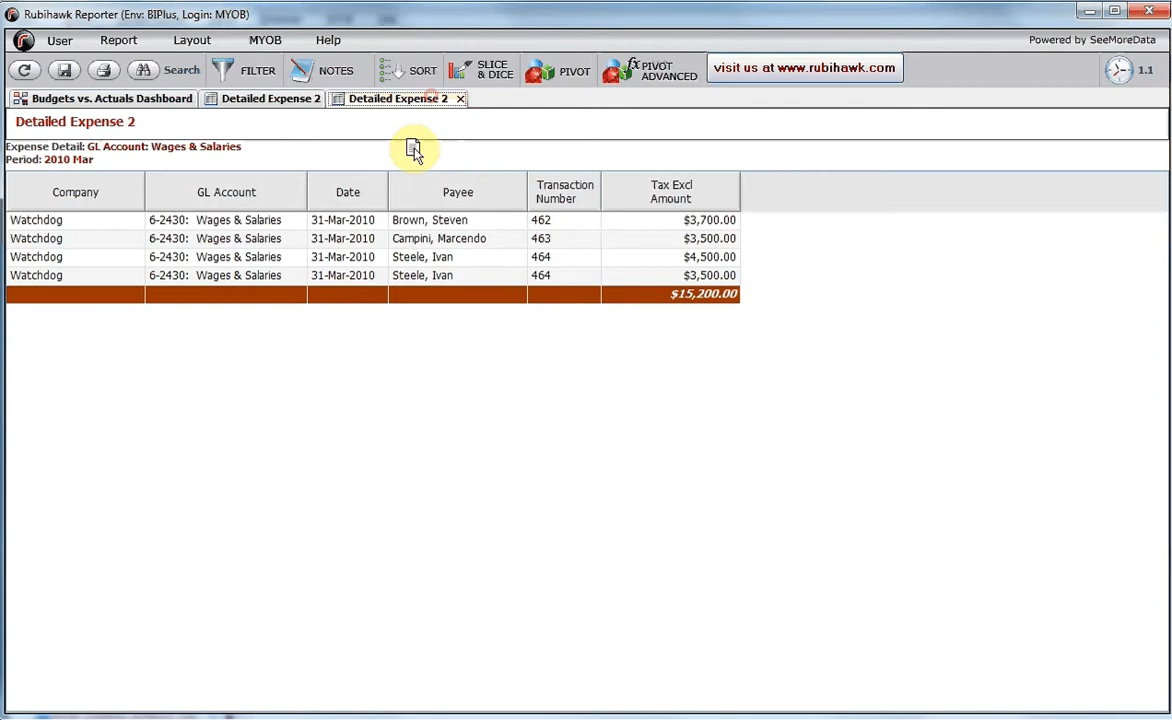 Rubihawk Reporter (Env: BIPlus, Login: MYOB)
User Report Layout MYOB Help Powered by SeeMoreData
Search FILTER NOTES SORT SLICE & DICE PIVOT fx PIVOT ADVANCED visit us at www.rubihawk.com 1.1
Budgets vs. Actuals Dashboard Detailed Expense 2 Detailed Expense 2
Detailed Expense 2
Expense Detail: GL Account: Wages & Salaries
Period: 2010 Mar
Company GL Account Date Payee Transaction Number Tax Excl Amount
Watchdog 6-2430: Wages & Salaries 31-Mar-2010 Brown, Steven 462 $3,700.00
Watchdog 6-2430: Wages & Salaries 31-Mar-2010 Campini, Marcendo 463 $3,500.00
Watchdog 6-2430: Wages & Salaries 31-Mar-2010 Steele, Ivan 464 $4,500.00
Watchdog 6-2430: Wages & Salaries 31-Mar-2010 Steele, Ivan 464 $3,500.00
$15,200.00